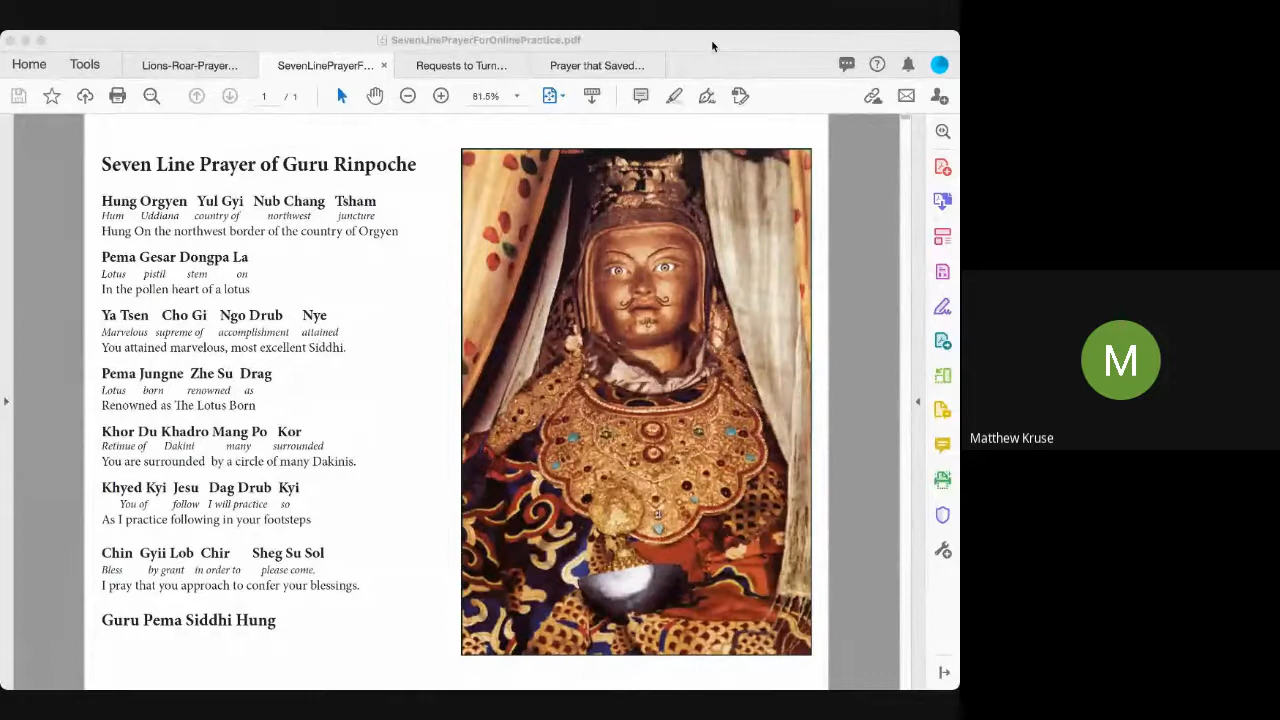 SevenLinePrayerForOnlinePractice.pdf
Home Tools Lions-Roar-Prayer... SevenLinePrayerF... × Requests to Turn... Prayer that Saved...
1 / 1 81.5%
Seven Line Prayer of Guru Rinpoche
Hung Orgyen Yul Gyi Nub Chang Tsham
Hum Uddiana country of northwest juncture
Hung On the northwest border of the country of Orgyen
Pema Gesar Dongpa La
Lotus pistil stem on
In the pollen heart of a lotus
Ya Tsen Cho Gi Ngo Drub Nye
Marvelous supreme of accomplishment attained
You attained marvelous, most excellent Siddhi.
Pema Jungne Zhe Su Drag
Lotus born renowned as
Renowned as The Lotus Born
Khor Du Khadro Mang Po Kor
Retinue of Dakini many surrounded
You are surrounded by a circle of many Dakinis.
Khyed Kyi Jesu Dag Drub Kyi
You of follow I will practice so
As I practice following in your footsteps
Chin Gyii Lob Chir Sheg Su Sol
Bless by grant in order to please come.
I pray that you approach to confer your blessings.
Guru Pema Siddhi Hung
M
Matthew Kruse